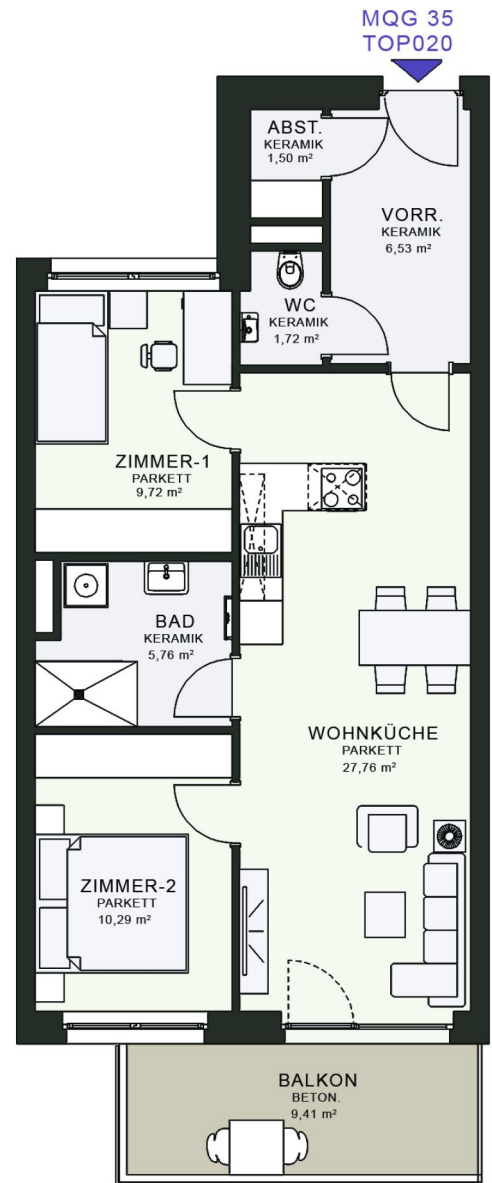 MQG 35
TOP020
ABST.
KERAMIK
1,50 m²
VORR.
KERAMIK
6,53 m²
WC
KERAMIK
1,72 m²
ZIMMER-1
PARKETT
9,72 m²
BAD
KERAMIK
5,76 m²
WOHNKÜCHE
PARKETT
27,76 m²
ZIMMER-2
PARKETT
10,29 m²
BALKON
BETON.
9,41 m²